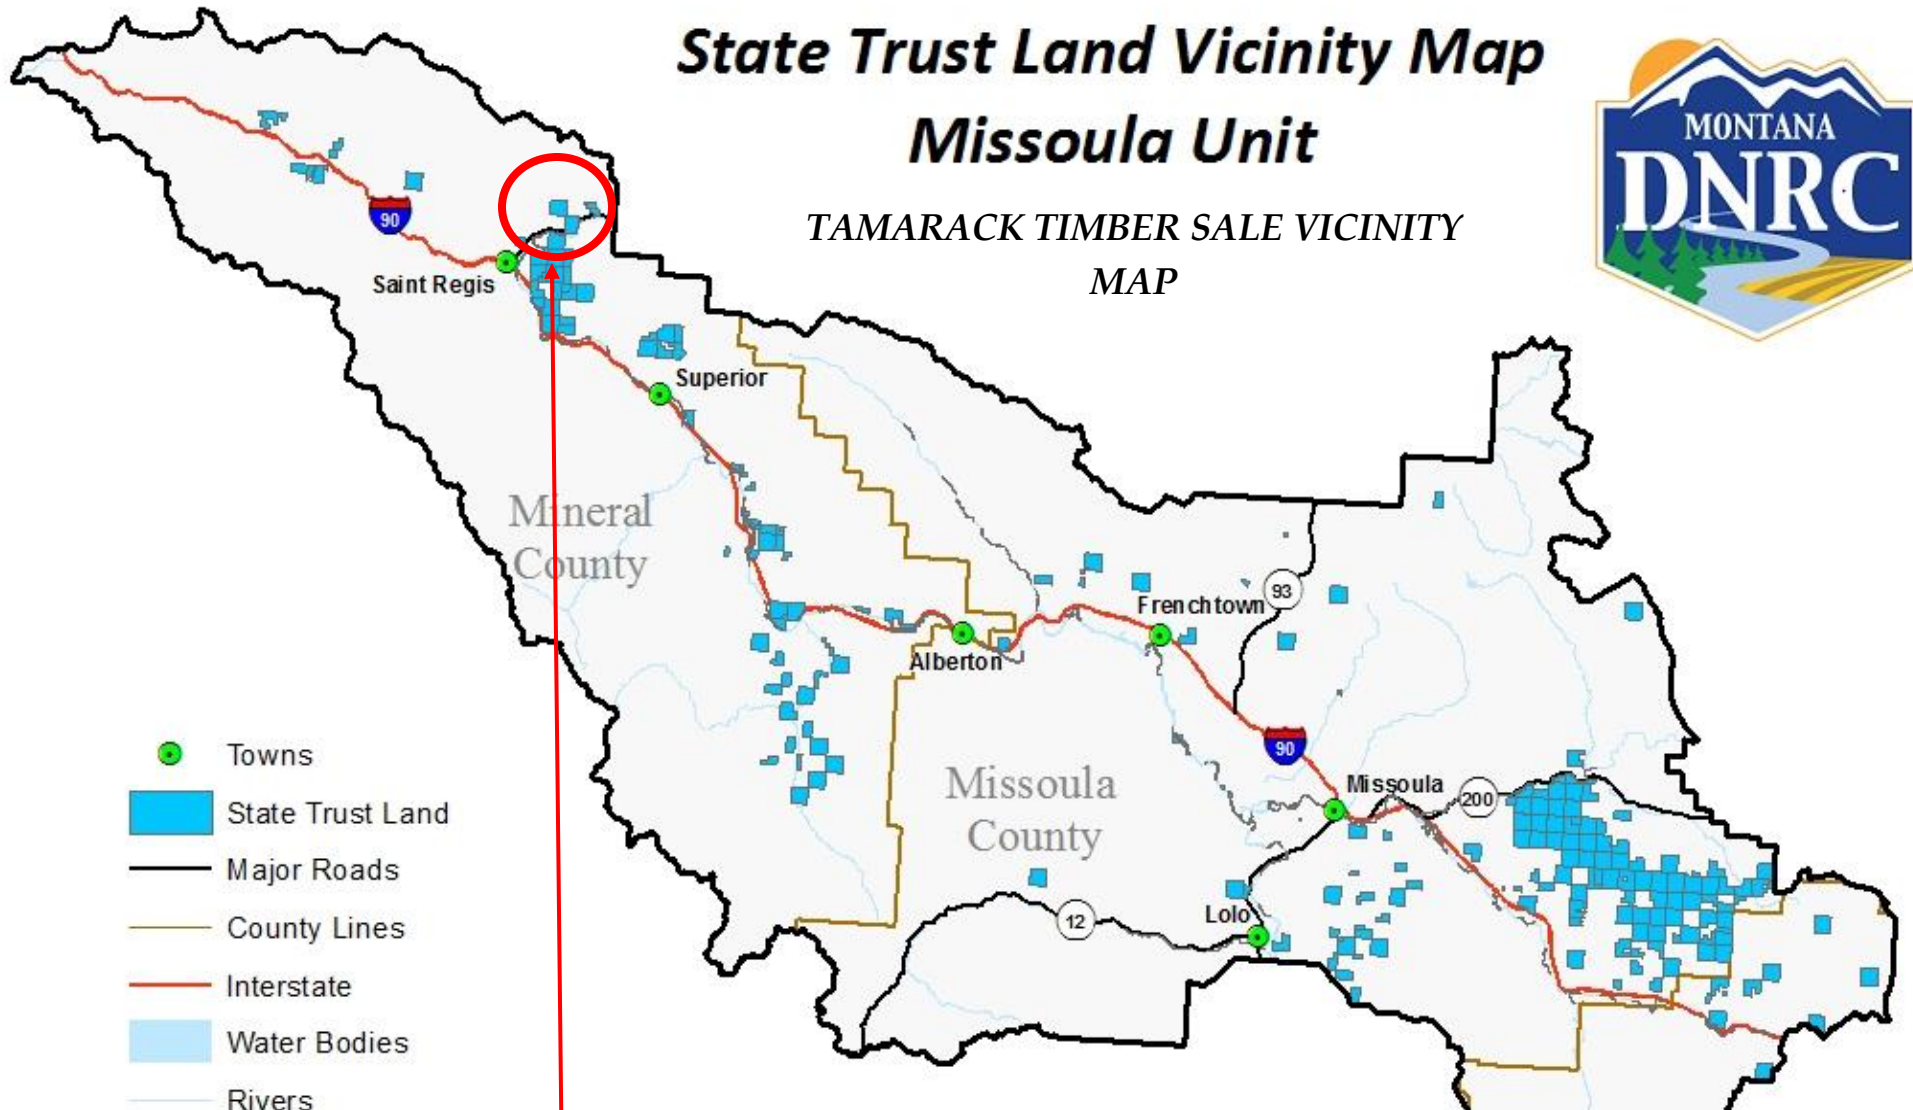 State Trust Land Vicinity Map
Missoula Unit
TAMARACK TIMBER SALE VICINITY
MAP
MONTANA
DNRC
90
Saint Regis
Superior
Mineral
County
93
Frenchtown
Alberton
90
Missoula
200
Missoula
County
Lolo
12
Towns
State Trust Land
Major Roads
County Lines
Interstate
Water Bodies
Rivers